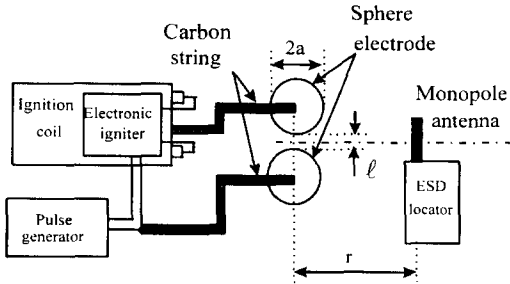 Carbon
string
Sphere
electrode
2a
Ignition
coil
Electronic
igniter
Monopole
antenna
ℓ
ESD
locator
Pulse
generator
r